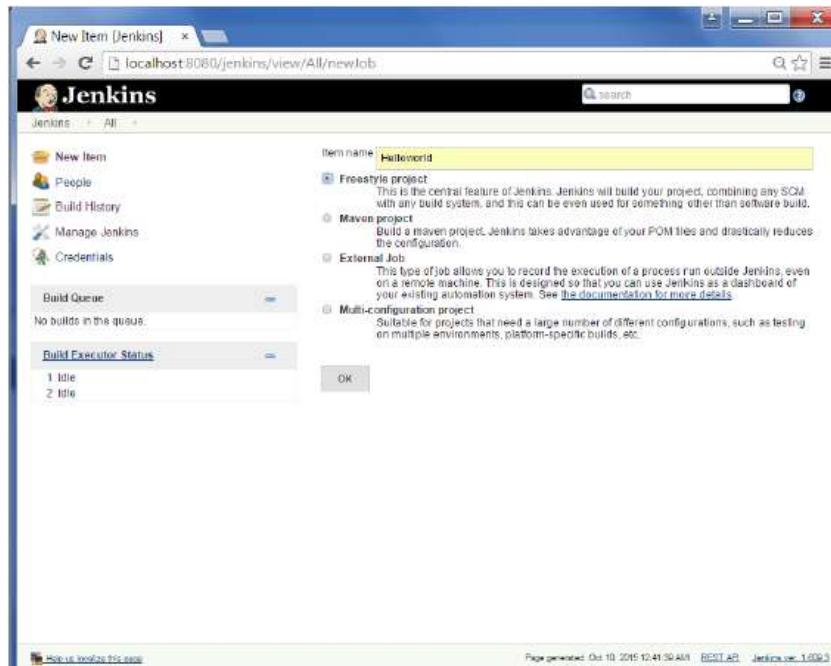 New Item [Jenkins]
localhost:8080/jenkins/view/All/newJob
Jenkins
search
Jenkins
All
New Item
People
Build History
Manage Jenkins
Credentials
Build Queue
No builds in the queue.
Build Executor Status
1 Idle
2 Idle
Item name
Helloworld
Freestyle project
This is the central feature of Jenkins. Jenkins will build your project, combining any SCM
with any build system, and this can be even used for something other than software build.
Maven project
Build a maven project. Jenkins takes advantage of your POM files and drastically reduces
the configuration.
External Job
This type of job allows you to record the execution of a process run outside Jenkins, even
on a remote machine. This is designed so that you can use Jenkins as a dashboard of
your existing automation system. See the documentation for more details.
Multi-configuration project
Suitable for projects that need a large number of different configurations, such as testing
on multiple environments, platform-specific builds, etc.
OK
Help us localize this page
Page generated: Oct 10, 2015 12:41:39 AM
REST API
Jenkins ver. 1.609.3